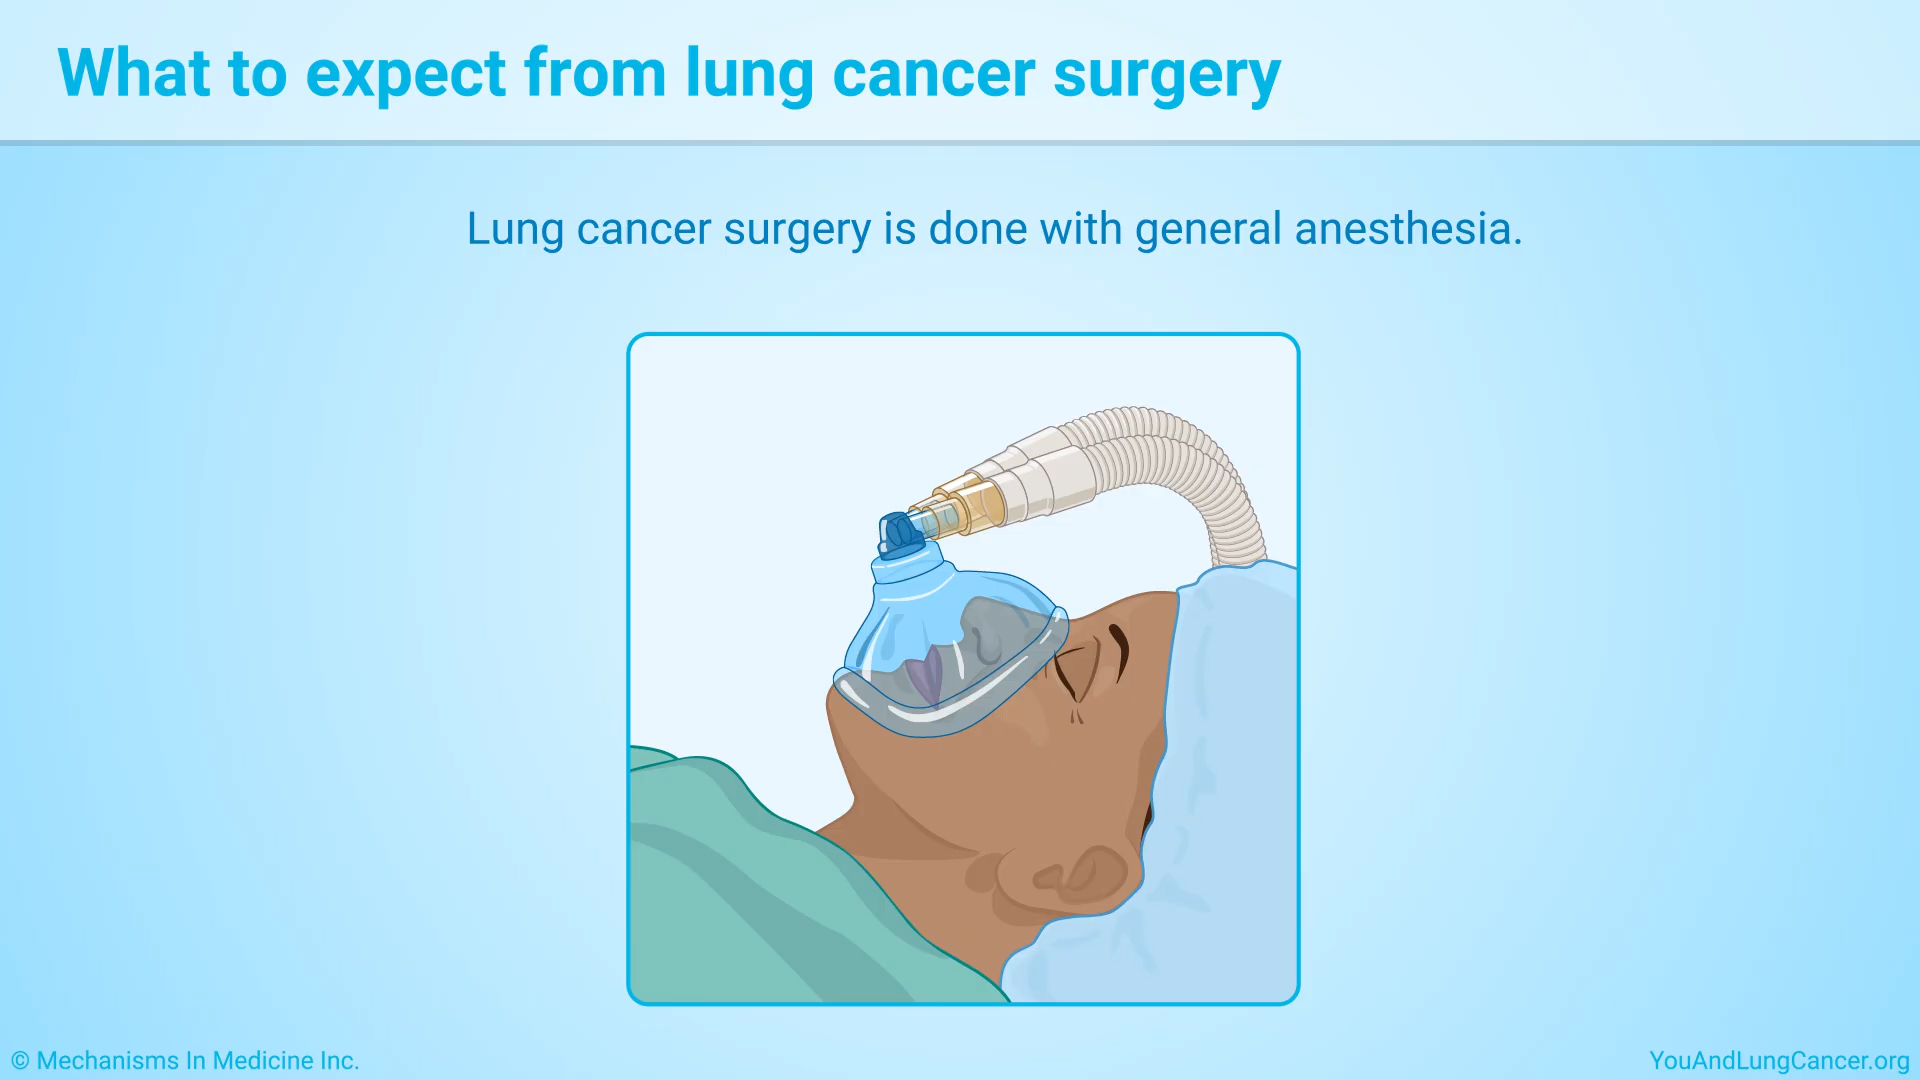 What to expect from lung cancer surgery
Lung cancer surgery is done with general anesthesia.
© Mechanisms In Medicine Inc.
YouAndLungCancer.org